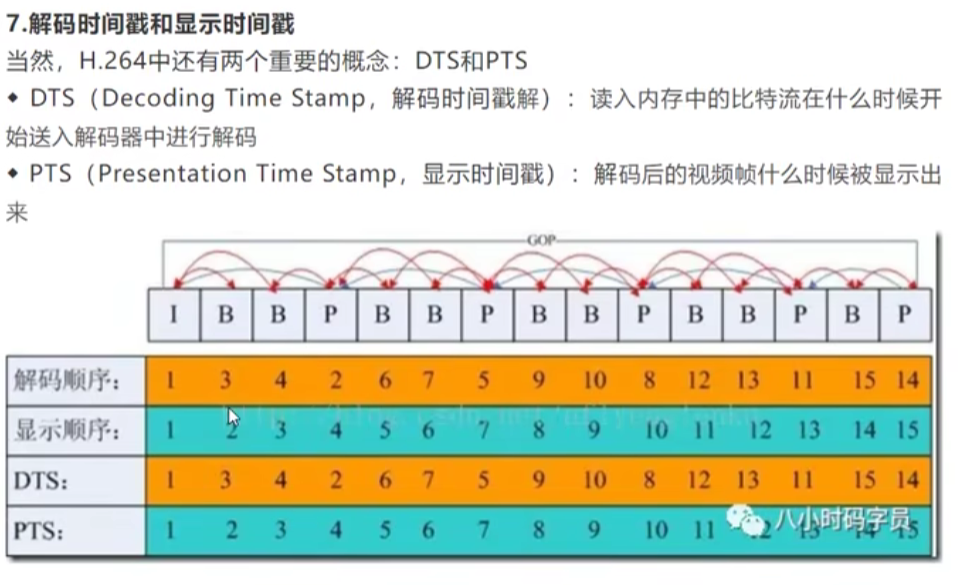 7.解码时间戳和显示时间戳
当然，H.264中还有两个重要的概念：DTS和PTS
◆ DTS（Decoding Time Stamp，解码时间戳解）：读入内存中的比特流在什么时候开
始送入解码器中进行解码
◆ PTS（Presentation Time Stamp，显示时间戳）：解码后的视频帧什么时候被显示出
来
GOP
I B B P B B P B B P B B P B P
解码顺序： 1 3 4 2 6 7 5 9 10 8 12 13 11 15 14
显示顺序： 1 2 3 4 5 6 7 8 9 10 11 12 13 14 15
DTS： 1 3 4 2 6 7 5 9 10 8 12 13 11 15 14
PTS： 1 2 3 4 5 6 7 8 9 10 11 12 13 14 15
八小时码字员